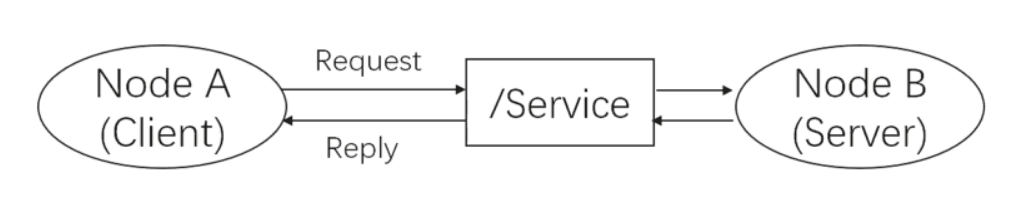 Node A
(Client)
Request
Reply
/Service
Node B
(Server)